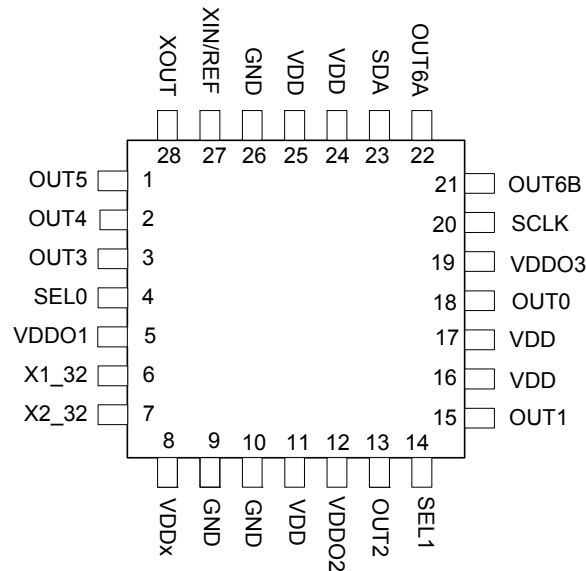 XOUT
XIN/REF
GND
VDD
VDD
SDA
OUT6A
28 27 26 25 24 23 22
OUT5 1
OUT4 2
OUT3 3
SEL0 4
VDDO1 5
X1_32 6
X2_32 7
21 OUT6B
20 SCLK
19 VDDO3
18 OUT0
17 VDD
16 VDD
15 OUT1
8 9 10 11 12 13 14
VDDx
GND
GND
VDD
VDDO2
OUT2
SEL1